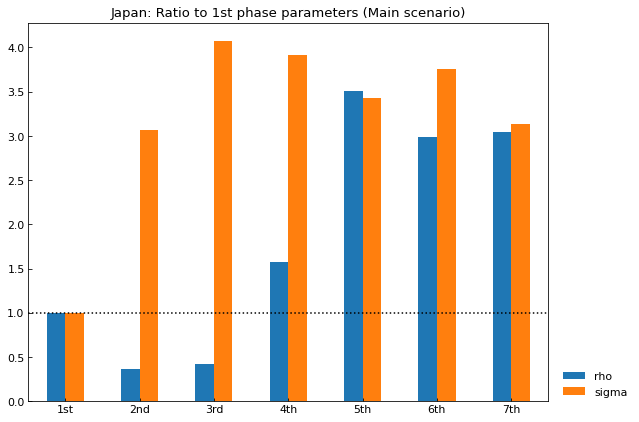 Japan: Ratio to 1st phase parameters (Main scenario)
4.0
3.5
3.0
2.5
2.0
1.5
1.0
0.5
0.0
1st 2nd 3rd 4th 5th 6th 7th
rho
sigma